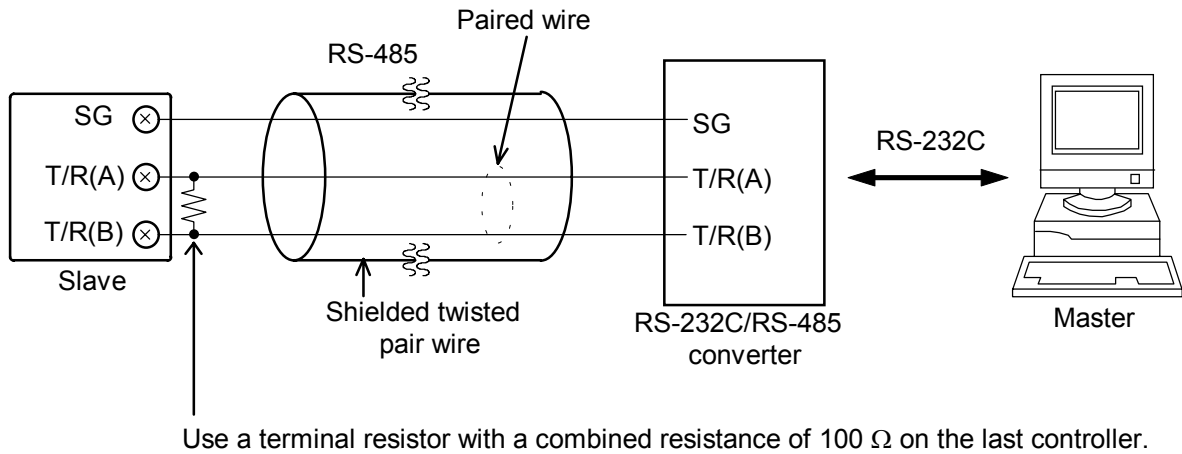 Paired wire
RS-485
SG
T/R(A)
T/R(B)
Slave
Shielded twisted
pair wire
SG
T/R(A)
T/R(B)
RS-232C/RS-485
converter
RS-232C
Master
Use a terminal resistor with a combined resistance of 100 Ω on the last controller.